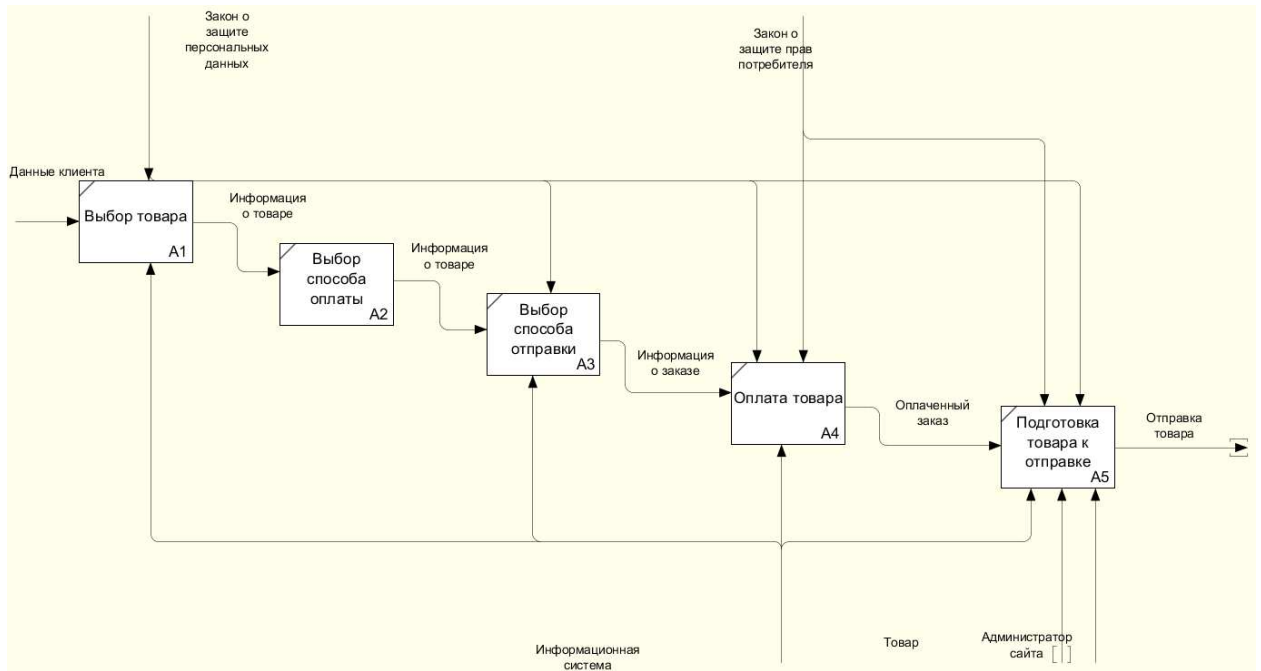 Закон о
защите
персональных
данных
Закон о
защите прав
потребителя
Данные клиента
Выбор товара
A1
Информация
о товаре
Выбор
способа
оплаты
A2
Информация
о товаре
Выбор
способа
отправки
A3
Информация
о заказе
Оплата товара
A4
Оплаченный
заказ
Подготовка
товара к
отправке
A5
Отправка
товара
Информационная
система
Товар
Администратор
сайта